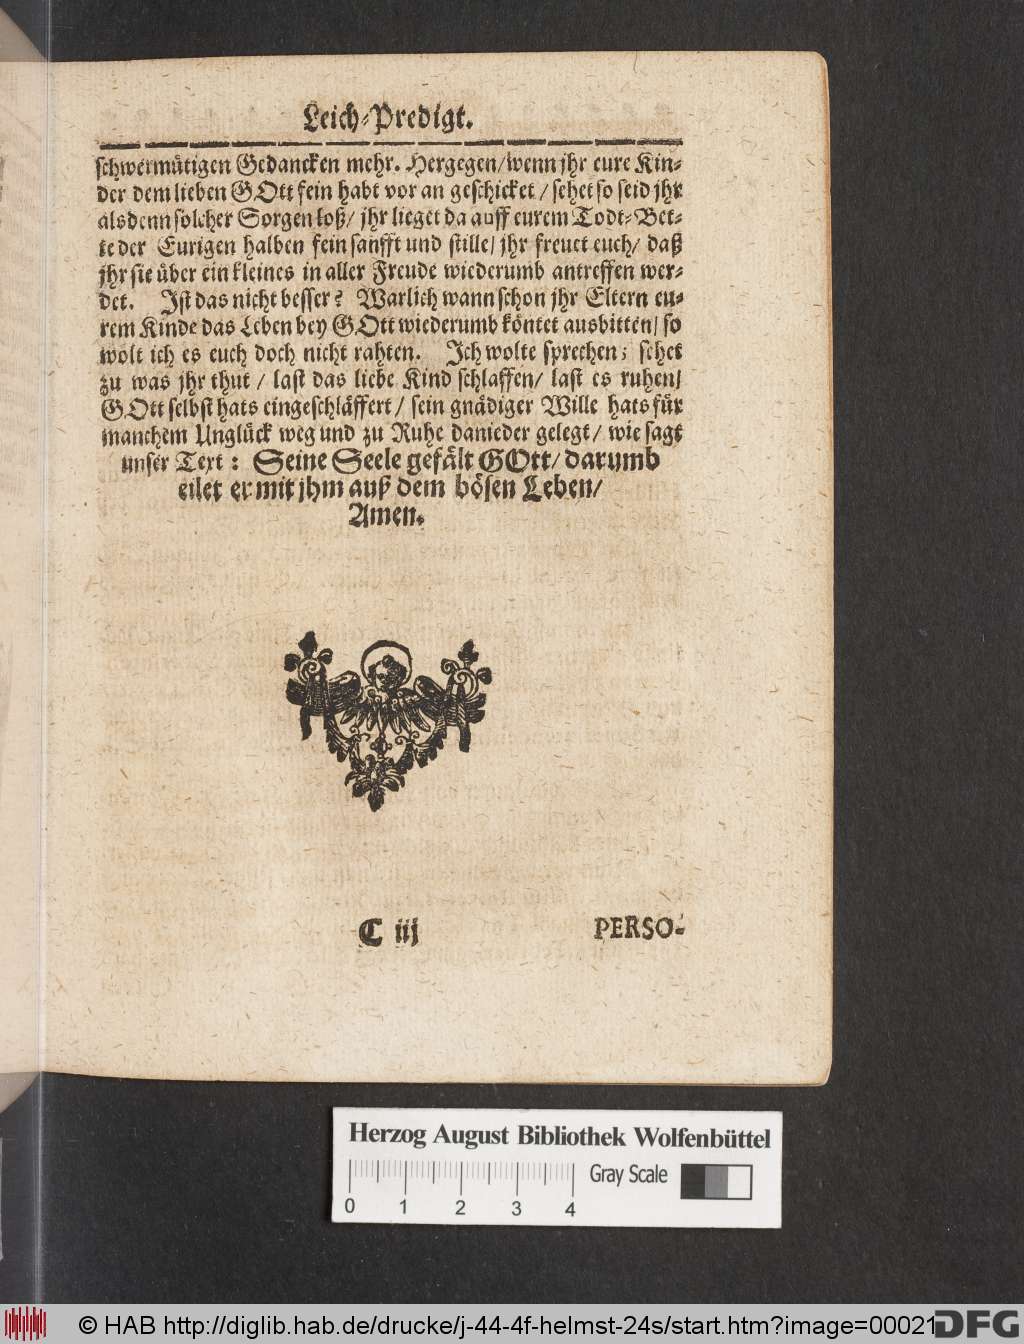 Leich-Predigt.
schwermütigen Gedancken mehr. Hergegen/wenn jhr eure Kin-
der dem lieben GOtt fein habt vor an geschicket / sehet so seid jhr
alsdenn solcher Sorgen loß/ jhr lieget da auff eurem Todt-Bet-
te der Eurigen halben fein sanfft und stille/ jhr freuet euch/ daß
jhr sie über ein kleines in aller Freude wiederumb antreffen wer-
det. Ist das nicht besser? Warlich wann schon jhr Eltern eu-
rem Kinde das Leben bey GOtt wiederumb köntet ausbitten/ so
wolt ich es euch doch nicht rahten. Ich wolte sprechen; sehet
zu was jhr thut / last das liebe Kind schlaffen/ last es ruhen/
GOtt selbst hats eingeschläffert/ sein gnädiger Wille hats für
manchem Unglück weg und zu Ruhe danieder gelegt/ wie sagt
unser Text: Seine Seele gefält GOtt/ darumb
eilet er mit jhm auß dem bösen Leben/
Amen.
C iij PERSO-
Herzog August Bibliothek Wolfenbüttel
Gray Scale
0 1 2 3 4
© HAB http://diglib.hab.de/drucke/j-44-4f-helmst-24s/start.htm?image=00021
DFG